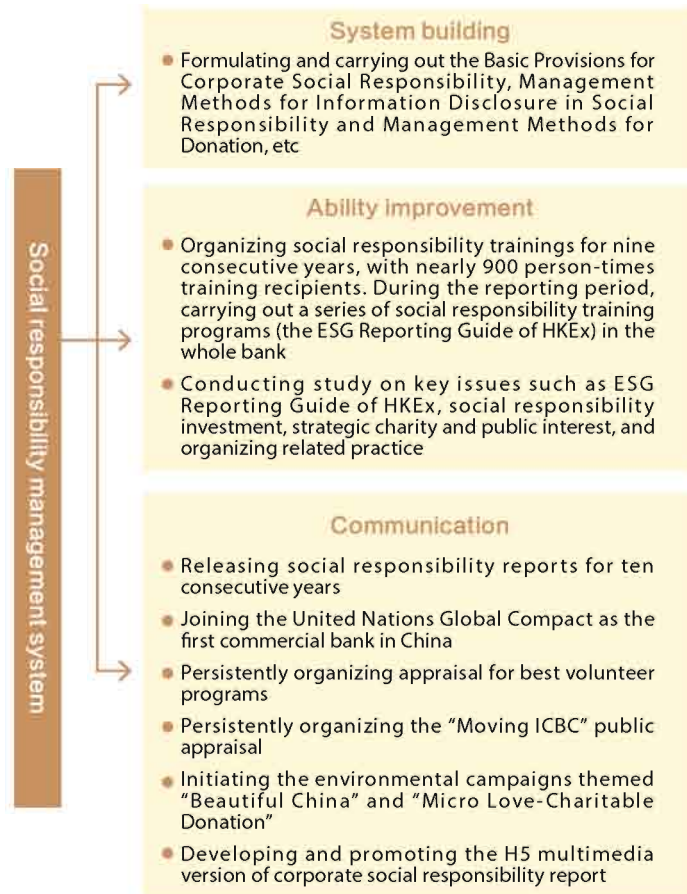 Social responsibility management system
System building
Formulating and carrying out the Basic Provisions for
Corporate Social Responsibility, Management
Methods for Information Disclosure in Social
Responsibility and Management Methods for
Donation, etc
Ability improvement
Organizing social responsibility trainings for nine
consecutive years, with nearly 900 person-times
training recipients. During the reporting period,
carrying out a series of social responsibility training
programs (the ESG Reporting Guide of HKEx) in the
whole bank
Conducting study on key issues such as ESG
Reporting Guide of HKEx, social responsibility
investment, strategic charity and public interest, and
organizing related practice
Communication
Releasing social responsibility reports for ten
consecutive years
Joining the United Nations Global Compact as the
first commercial bank in China
Persistently organizing appraisal for best volunteer
programs
Persistently organizing the “Moving ICBC” public
appraisal
Initiating the environmental campaigns themed
“Beautiful China” and “Micro Love-Charitable
Donation”
Developing and promoting the H5 multimedia
version of corporate social responsibility report